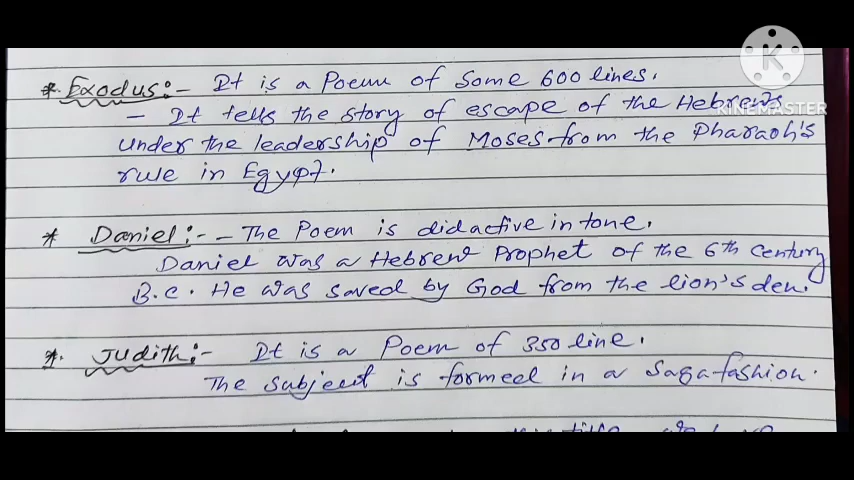 *. Exodus:- It is a Poem of some 600 lines.
- It tells the story of escape of the Hebrews
under the leadership of Moses from the Pharaoh's
rule in Egypt.
* Daniel:- - The Poem is didactive in tone.
Daniel was a Hebrew Prophet of the 6th century
B.C. He was saved by God from the lion's den.
*. Judith:- It is a Poem of 350 line.
The subject is formed in a saga fashion.
KINEMASTER